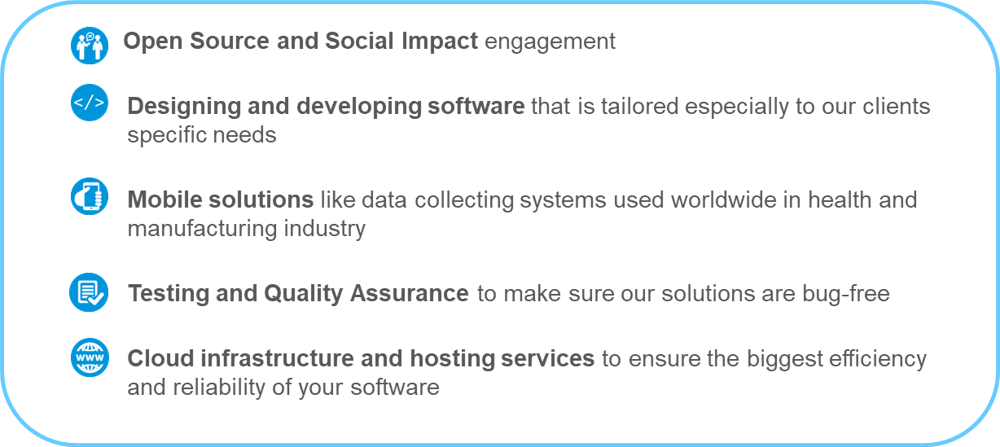 Open Source and Social Impact engagement
</>
Designing and developing software that is tailored especially to our clients
specific needs
Mobile solutions like data collecting systems used worldwide in health and
manufacturing industry
Testing and Quality Assurance to make sure our solutions are bug-free
www
Cloud infrastructure and hosting services to ensure the biggest efficiency
and reliability of your software